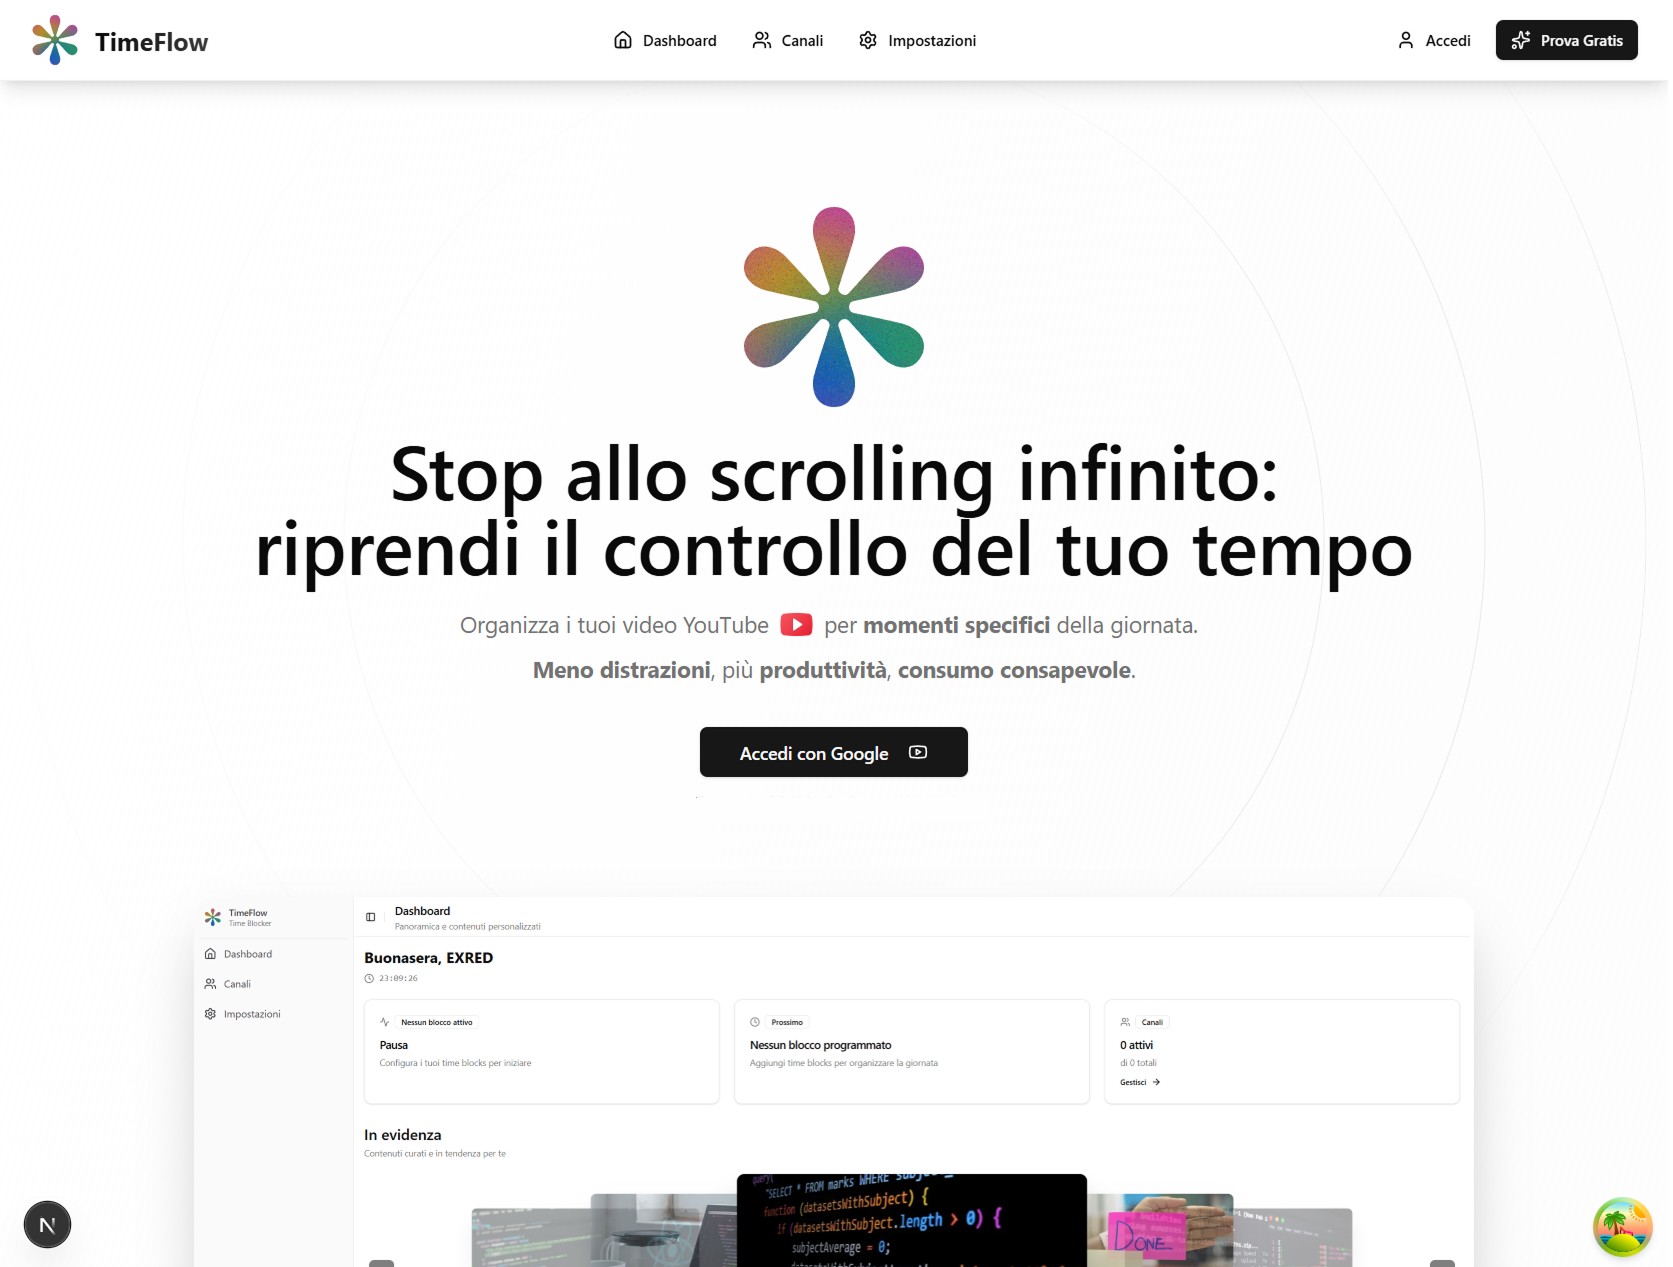 TimeFlow
Dashboard
Canali
Impostazioni
Accedi
Prova Gratis
Stop allo scrolling infinito:
riprendi il controllo del tuo tempo
Organizza i tuoi video YouTube per momenti specifici della giornata.
Meno distrazioni, più produttività, consumo consapevole.
Accedi con Google
TimeFlow
Time Blocker
Dashboard
Canali
Impostazioni
Dashboard
Panoramica e contenuti personalizzati
Buonasera, EXRED
23:09:26
Nessun blocco attivo
Pausa
Configura i tuoi time blocks per iniziare
Prossimo
Nessun blocco programmato
Aggiungi time blocks per organizzare la giornata
Canali
0 attivi
di 0 totali
Gestisci
In evidenza
Contenuti curati e in tendenza per te
query(
"SELECT * FROM marks WHERE subject_
function (datasetsWithSubject) {
if (datasetsWithSubject.length > 0) {
subjectAverage = 0;
DONE
N